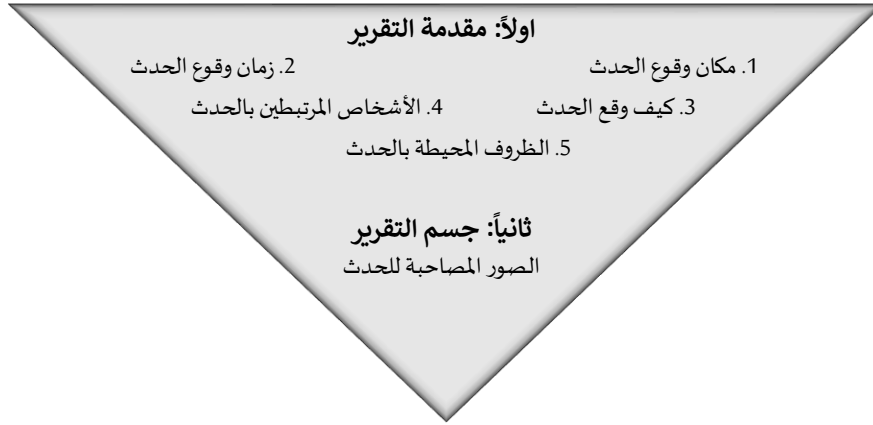 اولاً: مقدمة التقرير
1. مكان وقوع الحدث 2. زمان وقوع الحدث
3. كيف وقع الحدث 4. الأشخاص المرتبطين بالحدث
5. الظروف المحيطة بالحدث
ثانياً: جسم التقرير
الصور المصاحبة للحدث